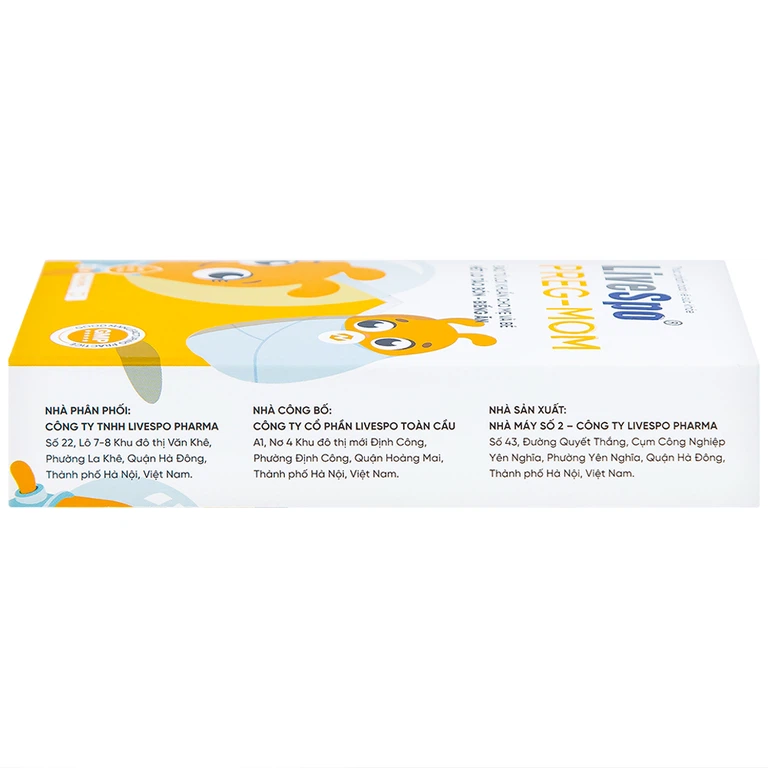 LiveSpo
®
PREG-MOM
NHÀ PHÂN PHỐI:
CÔNG TY TNHH LIVESPO PHARMA
Số 22, Lô 7-8 Khu đô thị Văn Khê,
Phường La Khê, Quận Hà Đông,
Thành phố Hà Nội, Việt Nam.
NHÀ CÔNG BỐ:
CÔNG TY CỔ PHẦN LIVESPO TOÀN CẦU
A1, Nơ 4 Khu đô thị mới Định Công,
Phường Định Công, Quận Hoàng Mai,
Thành phố Hà Nội, Việt Nam.
NHÀ SẢN XUẤT:
NHÀ MÁY SỐ 2 – CÔNG TY LIVESPO PHARMA
Số 43, Đường Quyết Thắng, Cụm Công Nghiệp
Yên Nghĩa, Phường Yên Nghĩa, Quận Hà Đông,
Thành phố Hà Nội, Việt Nam.